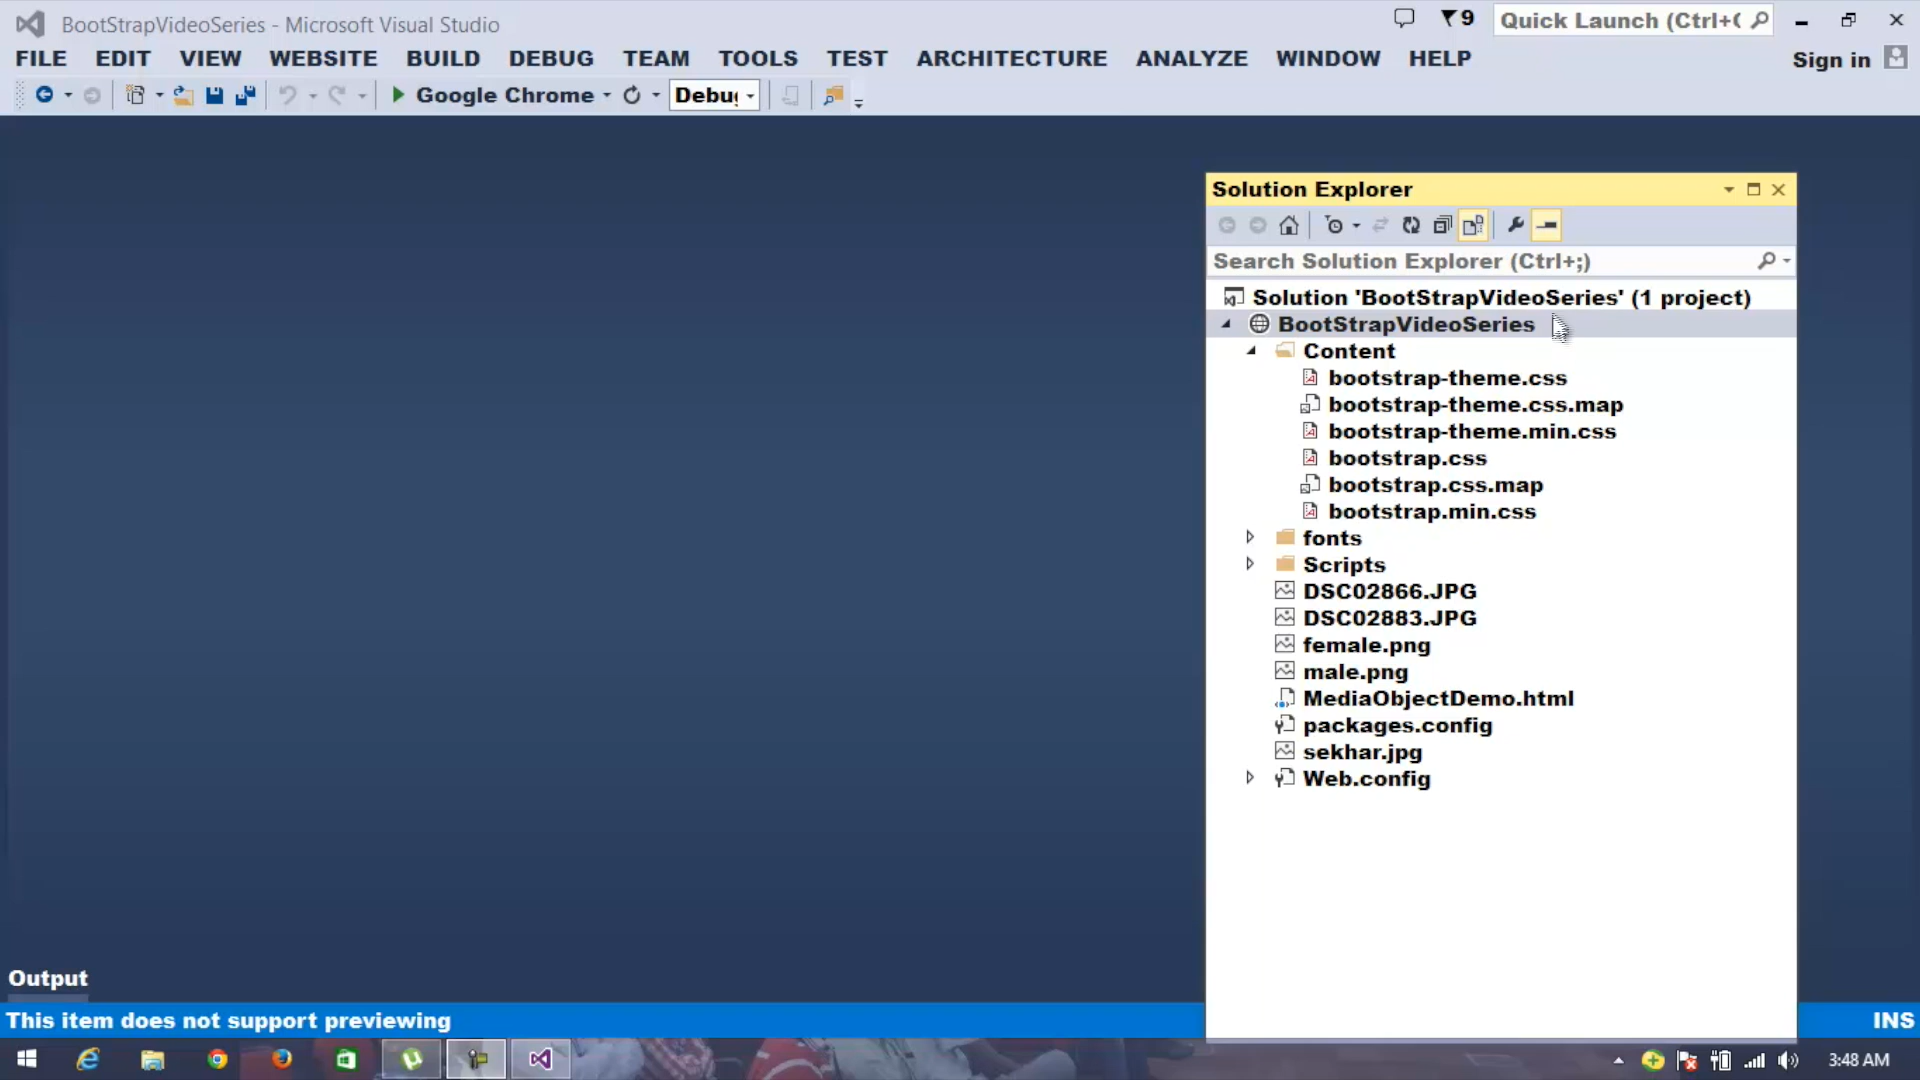 BootStrapVideoSeries - Microsoft Visual Studio
9
Quick Launch (Ctrl+
FILE EDIT VIEW WEBSITE BUILD DEBUG TEAM TOOLS TEST ARCHITECTURE ANALYZE WINDOW HELP
Sign in
Google Chrome
Debu
Solution Explorer
Search Solution Explorer (Ctrl+;)
Solution 'BootStrapVideoSeries' (1 project)
BootStrapVideoSeries
Content
bootstrap-theme.css
bootstrap-theme.css.map
bootstrap-theme.min.css
bootstrap.css
bootstrap.css.map
bootstrap.min.css
fonts
Scripts
DSC02866.JPG
DSC02883.JPG
female.png
male.png
MediaObjectDemo.html
packages.config
sekhar.jpg
Web.config
Output
This item does not support previewing
INS
3:48 AM